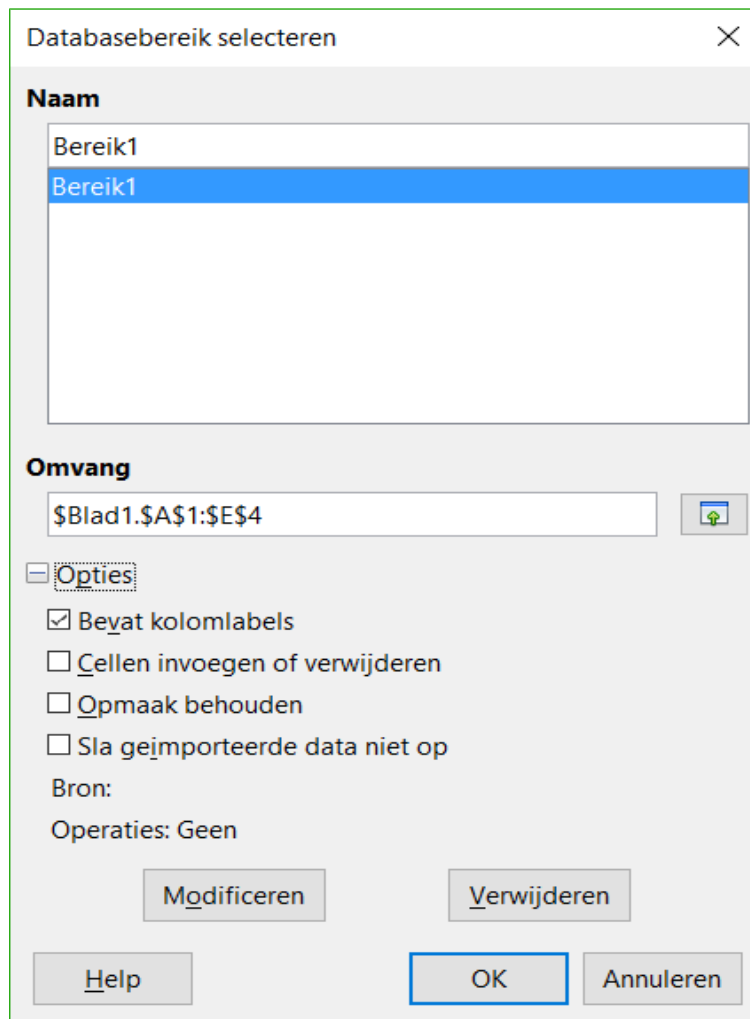 Databasebereik selecteren
Naam
Bereik1
Bereik1
Omvang
$Blad1.$A$1:$E$4
Opties
Bevat kolomlabels
Cellen invoegen of verwijderen
Opmaak behouden
Sla geimporteerde data niet op
Bron:
Operaties: Geen
Modificeren Verwijderen
Help OK Annuleren